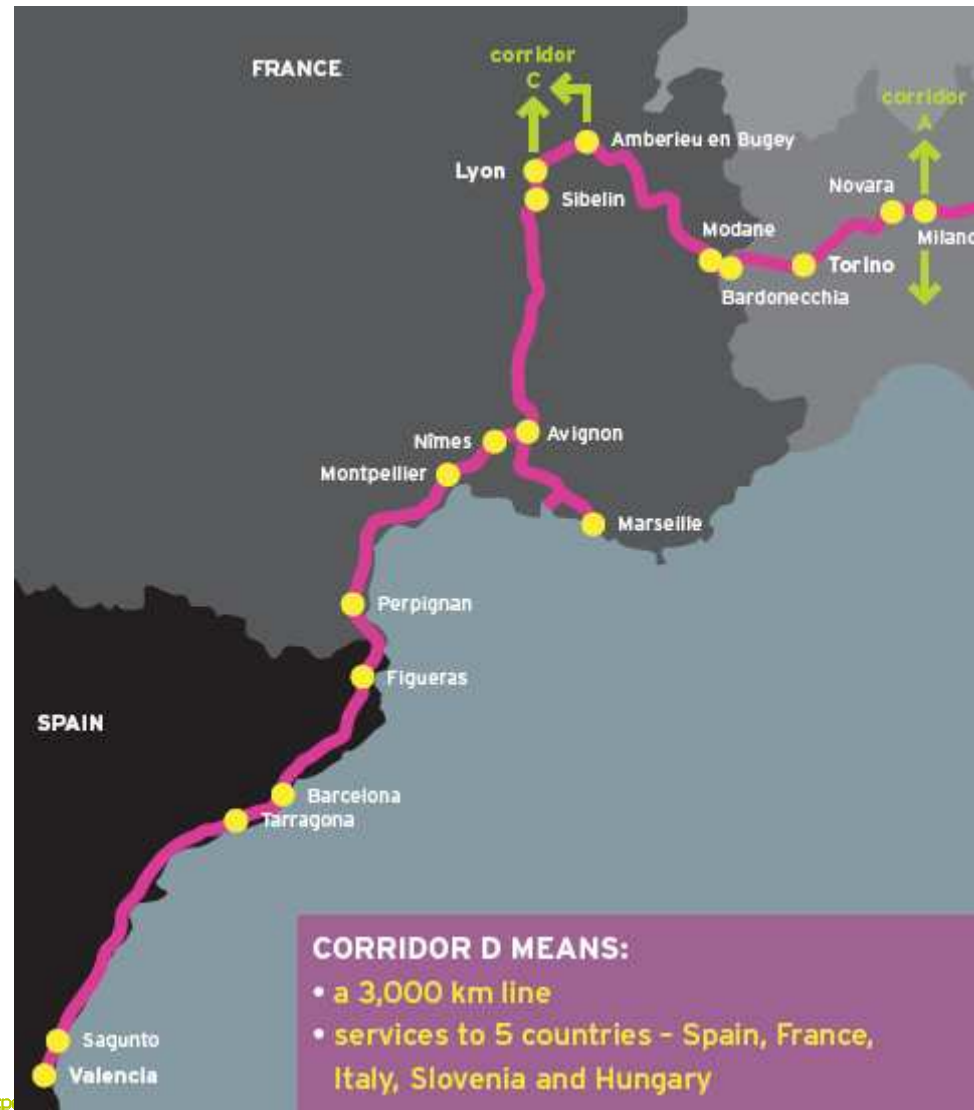 FRANCE
corridor
C
corridor
A
Amberieu en Bugey
Lyon
Sibelin
Novara
Modane
Milano
Torino
Bardonecchia
Nîmes
Avignon
Montpellier
Marseille
Perpignan
Figueras
SPAIN
Barcelona
Tarragona
Sagunto
Valencia
CORRIDOR D MEANS:
• a 3,000 km line
• services to 5 countries – Spain, France,
Italy, Slovenia and Hungary